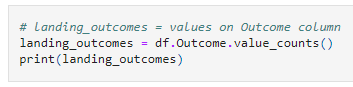 # landing_outcomes = values on Outcome column
landing_outcomes = df.Outcome.value_counts()
print(landing_outcomes)